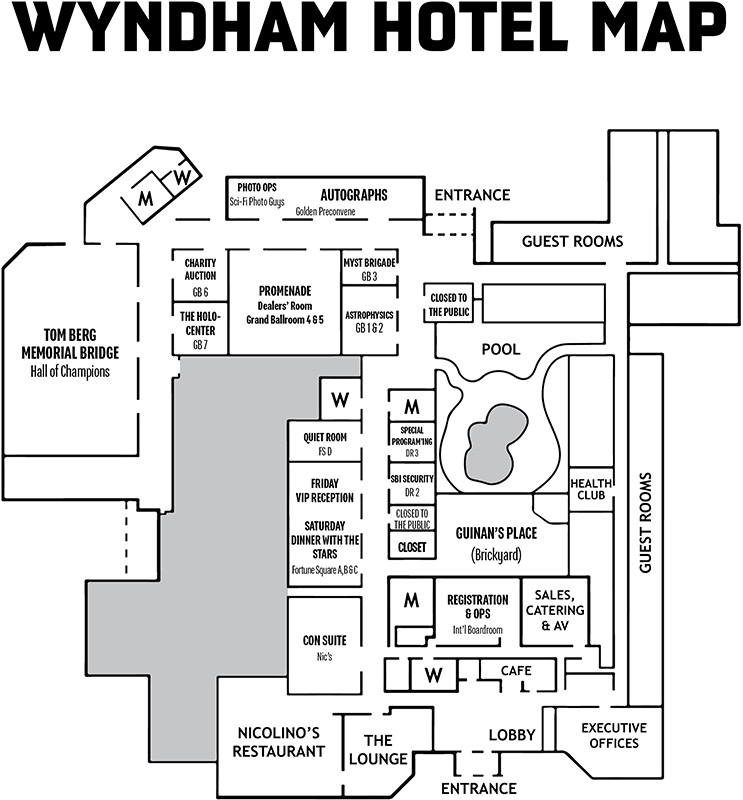 WYNDHAM HOTEL MAP
M
W
PHOTO OPS
Sci-Fi Photo Guys
AUTOGRAPHS
Golden Preconvene
ENTRANCE
GUEST ROOMS
CHARITY
AUCTION
GB 6
THE HOLO-
CENTER
GB 7
PROMENADE
Dealers' Room
Grand Ballroom 4 & 5
MYST BRIGADE
GB 3
ASTROPHYSICS
GB 1 & 2
CLOSED TO
THE PUBLIC
POOL
TOM BERG
MEMORIAL BRIDGE
Hall of Champions
W
M
QUIET ROOM
FS D
SPECIAL
PROGRAM'ING
DR 3
FRIDAY
VIP RECEPTION
SATURDAY
DINNER WITH THE
STARS
Fortune Square A,B & C
SBI SECURITY
DR 2
CLOSED TO
THE PUBLIC
CLOSET
HEALTH
CLUB
GUEST ROOMS
GUINAN'S PLACE
(Brickyard)
M
REGISTRATION
& OPS
Int'l Boardroom
SALES,
CATERING
& AV
CON SUITE
Nic's
W
CAFE
NICOLINO'S
RESTAURANT
THE
LOUNGE
LOBBY
EXECUTIVE
OFFICES
ENTRANCE